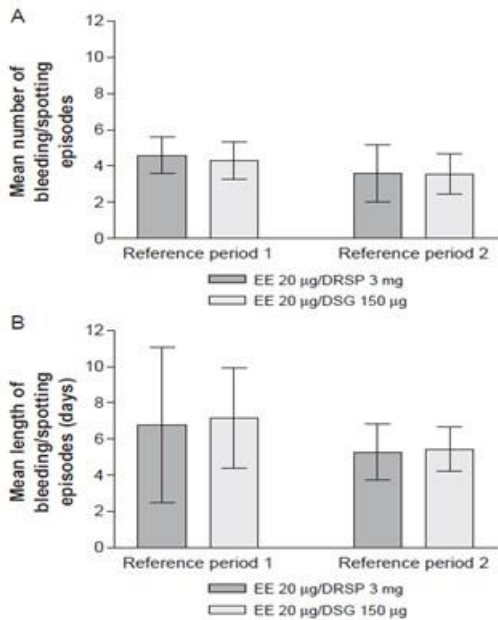 A
Mean number of
bleeding/spotting
episodes
12
10
8
6
4
2
0
Reference period 1
Reference period 2
EE 20 µg/DRSP 3 mg
EE 20 µg/DSG 150 µg
B
Mean length of
bleeding/spotting
episodes (days)
12
10
8
6
4
2
0
Reference period 1
Reference period 2
EE 20 µg/DRSP 3 mg
EE 20 µg/DSG 150 µg